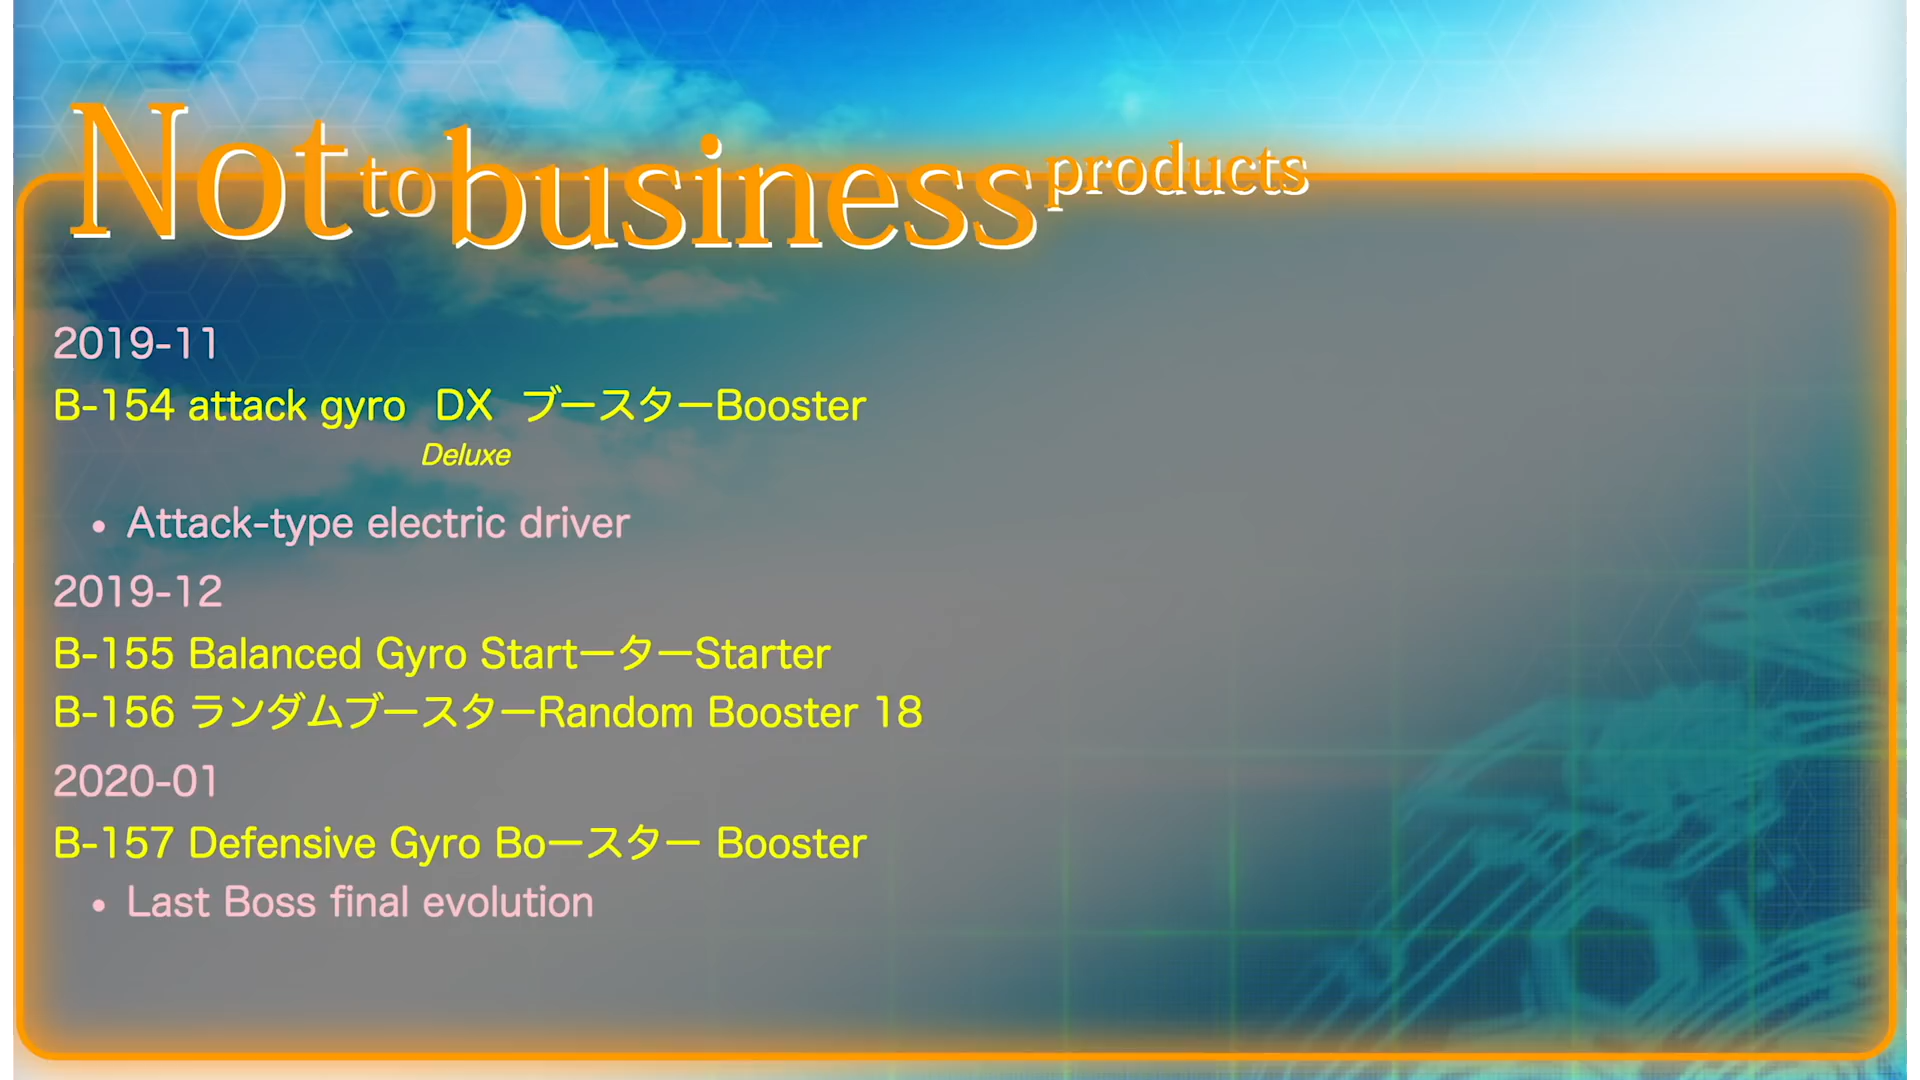 Not to business products
2019-11
B-154 attack gyro DX ブースターBooster
Deluxe
• Attack-type electric driver
2019-12
B-155 Balanced Gyro StartーターStarter
B-156 ランダムブースターRandom Booster 18
2020-01
B-157 Defensive Gyro Boースター Booster
• Last Boss final evolution